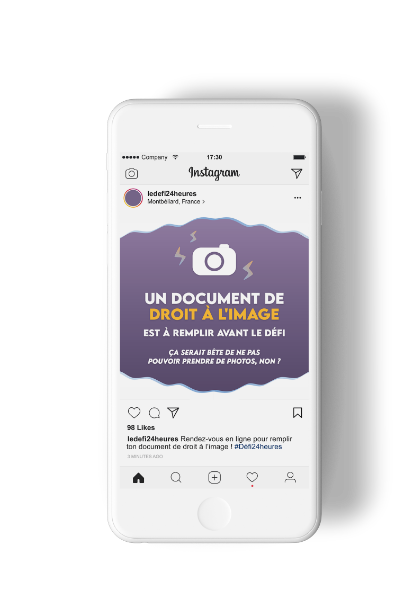 Company 17:30
Instagram
ledefi24heures
Montbéliard, France >
UN DOCUMENT DE
DROIT À L'IMAGE
EST À REMPLIR AVANT LE DÉFI
ÇA SERAIT BÊTE DE NE PAS
POUVOIR PRENDRE DE PHOTOS, NON ?
98 Likes
ledefi24heures Rendez-vous en ligne pour remplir
ton document de droit à l'image ! #Défi24heures
MINUTES AGO